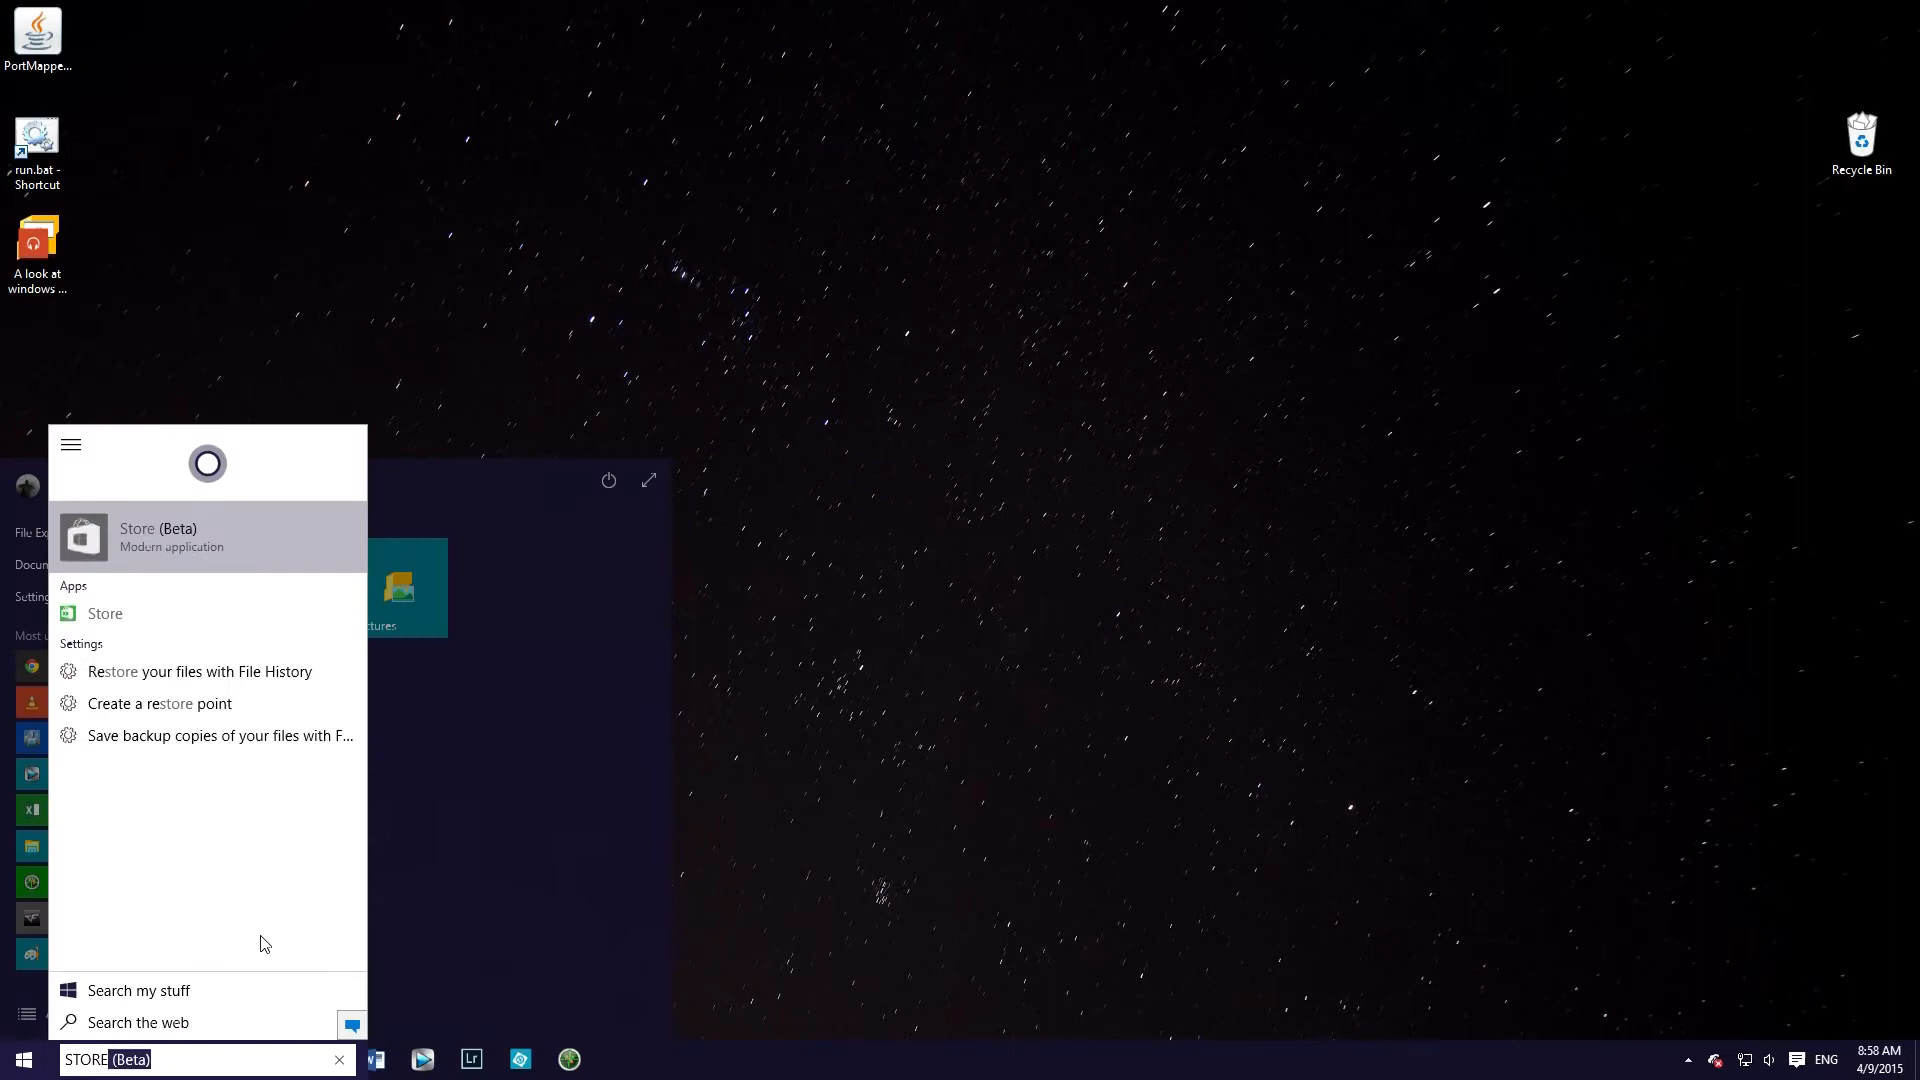 PortMappe...
run.bat -
Shortcut
A look at
windows ...
Recycle Bin
Store (Beta)
Modern application
Apps
Store
Settings
Restore your files with File History
Create a restore point
Save backup copies of your files with F...
Search my stuff
Search the web
STORE (Beta)
File Ex
Docum
Setting
Most u
ctures
Lr
ENG
8:58 AM
4/9/2015